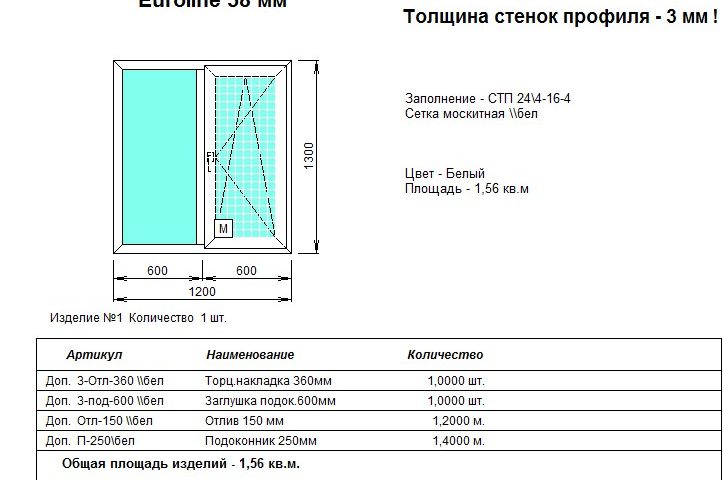 Euroline 58 мм
Толщина стенок профиля - 3 мм !
Заполнение - СТП 24\4-16-4
Сетка москитная \\бел
1300
Цвет - Белый
Площадь - 1,56 кв.м
М
600 600
1200
Изделие №1 Количество 1 шт.
Артикул Наименование Количество
Доп. З-Отл-360 \\бел Торц.накладка 360мм 1,0000 шт.
Доп. З-под-600 \\бел Заглушка подок.600мм 1,0000 шт.
Доп. Отл-150 \\бел Отлив 150 мм 1,2000 м.
Доп. П-250\бел Подоконник 250мм 1,4000 м.
Общая площадь изделий - 1,56 кв.м.